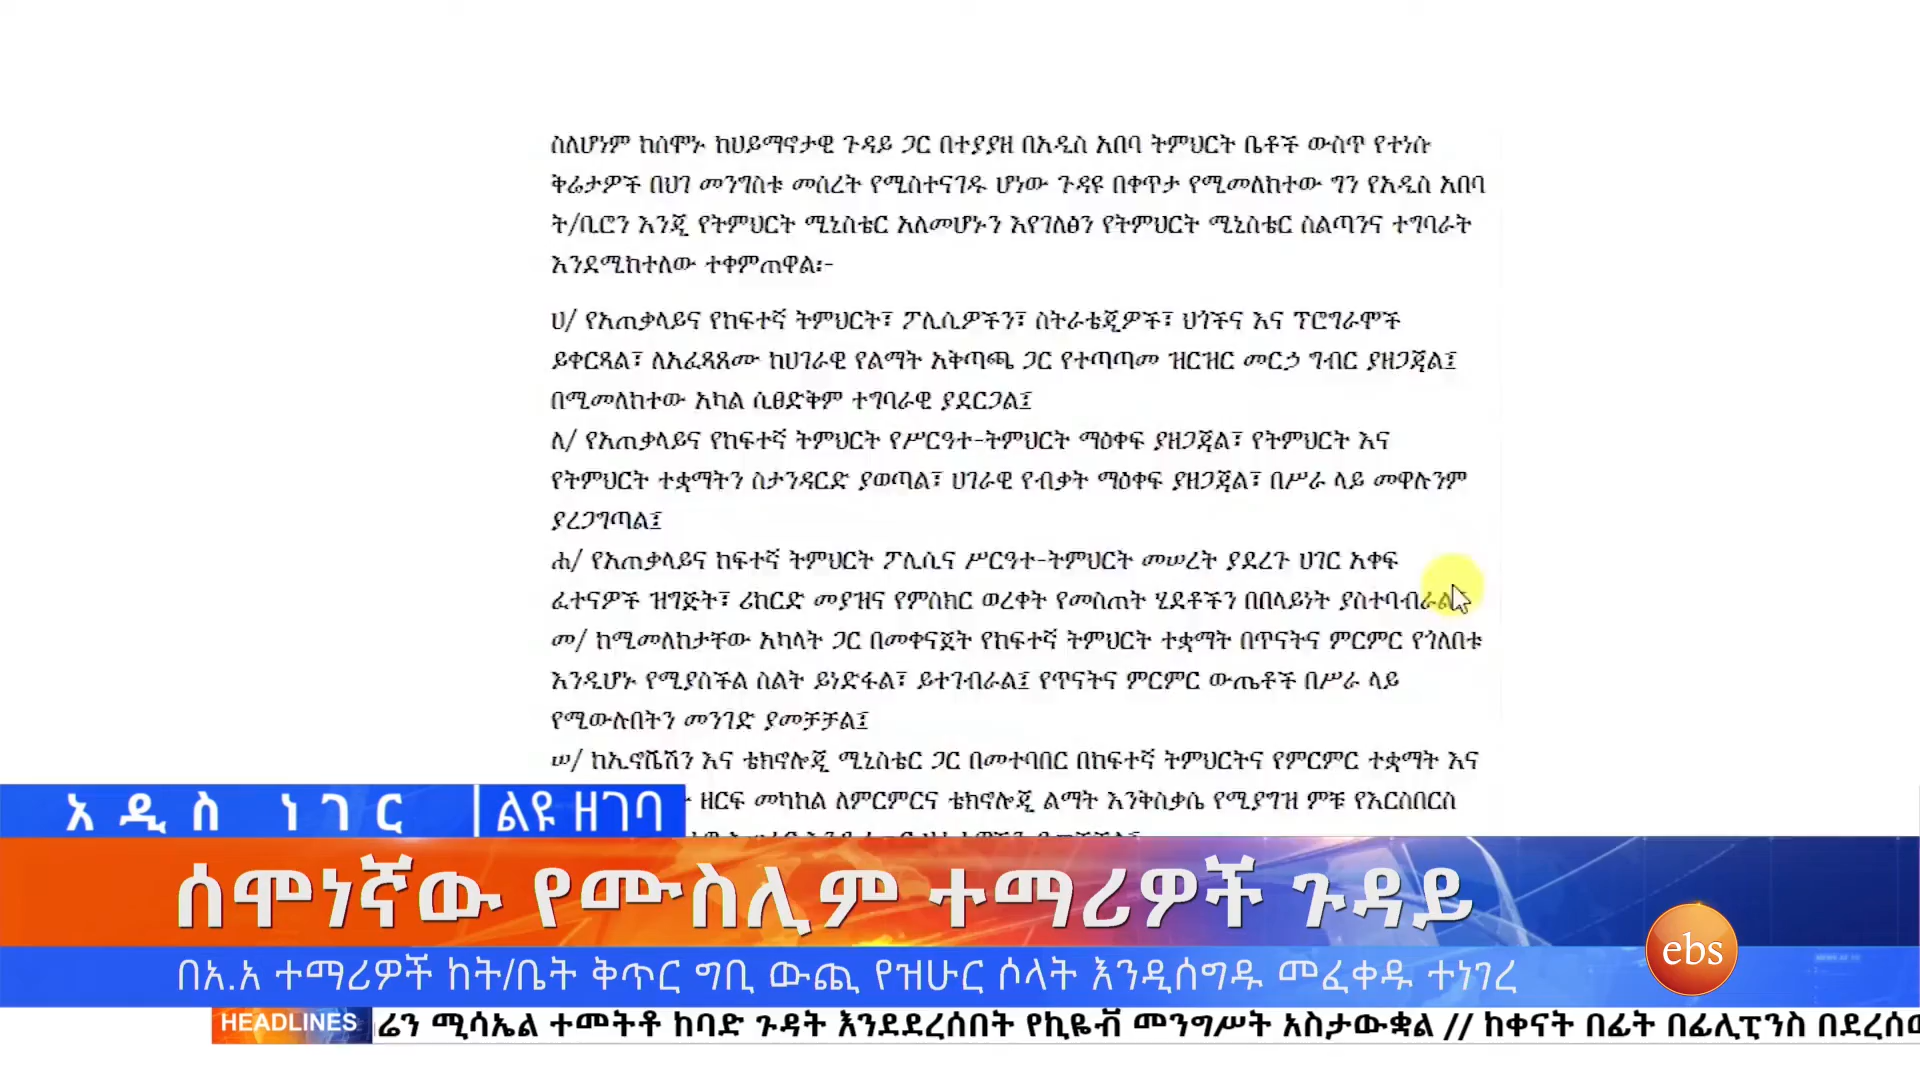 ስለሆነም ከሰሞኑ ከሀይማኖታዊ ጉዳይ ጋር በተያያዘ በአዲስ አበባ ትምህርት ቤቶች ውስጥ የተነሱ
ቅሬታዎች በህገ መንግስቱ መሰረት የሚስተናገዱ ሆነው ጉዳዩ በቀጥታ የሚመለከተው ግን የአዲስ አበባ
ት/ቢሮን እንጂ የትምህርት ሚኒስቴር አለመሆኑን እየገለፅን የትምህርት ሚኒስቴር ስልጣንና ተግባራት
እንደሚከተለው ተቀምጠዋል፡-
ሀ/ የአጠቃላይና የከፍተኛ ትምህርት፣ ፖሊሲዎችን፣ ስትራቴጂዎች፣ ህጎችና እና ፕሮግራሞች
ይቀርጻል፣ ለአፈጻጸሙ ከሀገራዊ የልማት አቅጣጫ ጋር የተጣጣመ ዝርዝር መርኃ ግብር ያዘጋጃል፤
በሚመለከተው አካል ሲፀድቅም ተግባራዊ ያደርጋል፤
ለ/ የአጠቃላይና የከፍተኛ ትምህርት የሥርዓተ-ትምህርት ማዕቀፍ ያዘጋጃል፣ የትምህርት እና
የትምህርት ተቋማትን ስታንዳርድ ያወጣል፣ ሀገራዊ የብቃት ማዕቀፍ ያዘጋጃል፣ በሥራ ላይ መዋሉንም
ያረጋግጣል፤
ሐ/ የአጠቃላይና ከፍተኛ ትምህርት ፖሊሲና ሥርዓተ-ትምህርት መሠረት ያደረጉ ሀገር አቀፍ
ፈተናዎች ዝግጅት፣ ሪከርድ መያዝና የምስክር ወረቀት የመስጠት ሂደቶችን በበላይነት ያስተባብራል፤
መ/ ከሚመለከታቸው አካላት ጋር በመቀናጀት የከፍተኛ ትምህርት ተቋማት በጥናትና ምርምር የጎለበቱ
እንዲሆኑ የሚያስችል ስልት ይነድፋል፣ ይተገብራል፤ የጥናትና ምርምር ውጤቶች በሥራ ላይ
የሚውሉበትን መንገድ ያመቻቻል፤
ሠ/ ከኢኖቬሽን እና ቴክኖሎጂ ሚኒስቴር ጋር በመተባበር በከፍተኛ ትምህርትና የምርምር ተቋማት እና
ዘርፍ መካከል ለምርምርና ቴክኖሎጂ ልማት እንቅስቃሴ የሚያግዝ ምቹ የእርስበርስ
አዲስ ነገር | ልዩ ዘገባ
ሰሞነኛው የሙስሊም ተማሪዎች ጉዳይ
በአ.አ ተማሪዎች ከት/ቤት ቅጥር ግቢ ውጪ የዝሁር ሶላት እንዲሰግዱ መፈቀዱ ተነገረ
ebs
HEADLINES ሬን ሚሳኤል ተመትቶ ከባድ ጉዳት እንደደረሰበት የኪዬቭ መንግሥት አስታውቋል // ከቀናት በፊት በፊሊፒንስ በደረሰው